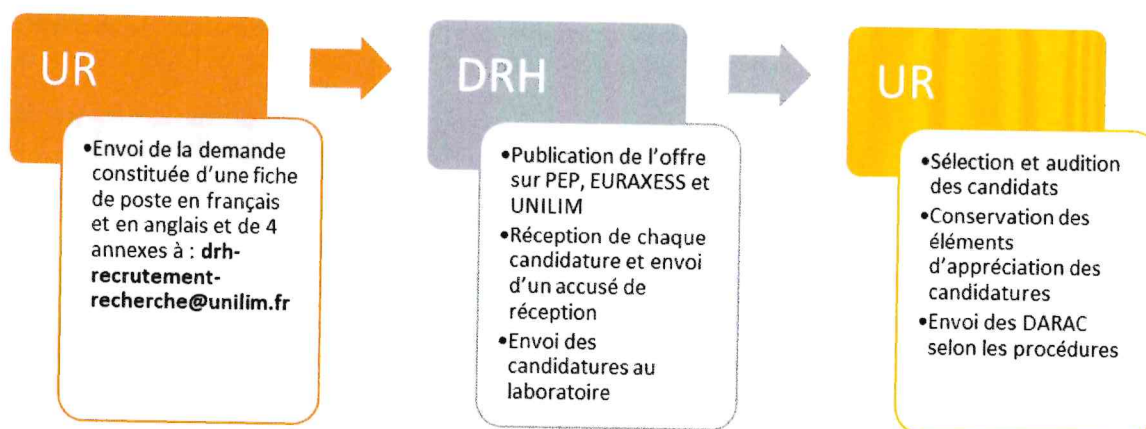 UR
•Envoi de la demande
constituée d'une fiche
de poste en français
et en anglais et de 4
annexes à : drh-
recrutement-
recherche@unilim.fr
DRH
•Publication de l'offre
sur PEP, EURAXESS et
UNILIM
•Réception de chaque
candidature et envoi
d'un accusé de
réception
•Envoi des
candidatures au
laboratoire
UR
•Sélection et audition
des candidats
•Conservation des
éléments
d'appréciation des
candidatures
•Envoi des DARAC
selon les procédures